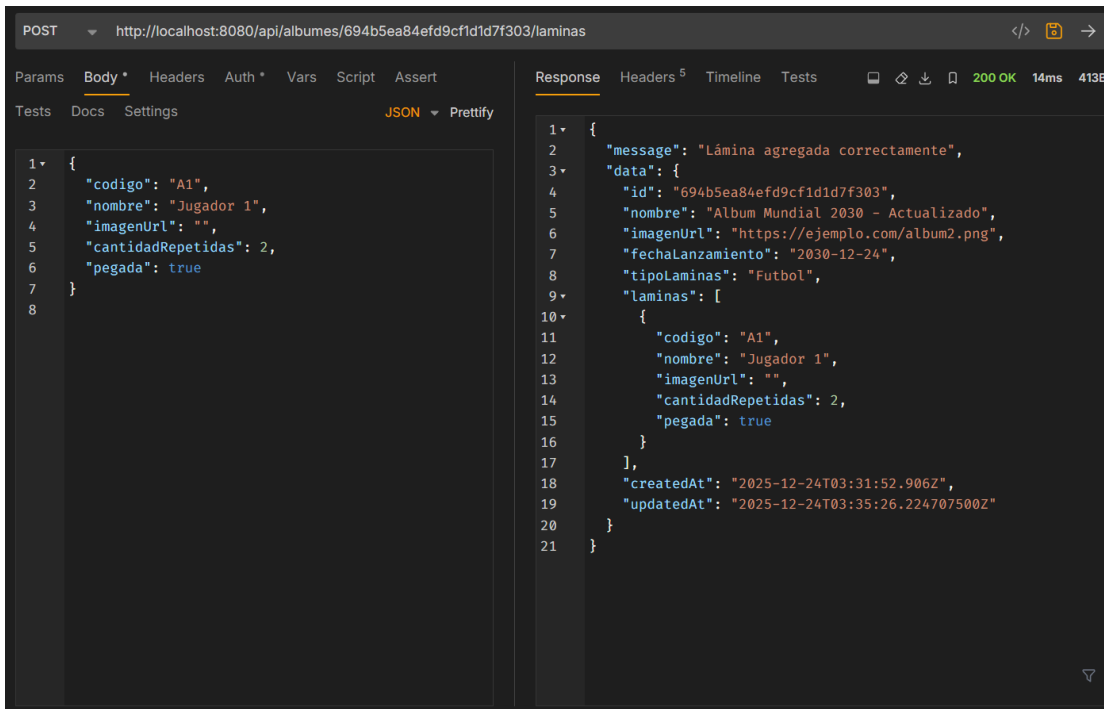 POST http://localhost:8080/api/albumes/694b5ea84efd9cf1d1d7f303/laminas </>
Params Body * Headers Auth * Vars Script Assert
Tests Docs Settings JSON Prettify
1 {
2 "codigo": "A1",
3 "nombre": "Jugador 1",
4 "imagenUrl": "",
5 "cantidadRepetidas": 2,
6 "pegada": true
7 }
8
Response Headers 5 Timeline Tests 200 OK 14ms 413B
1 {
2 "message": "Lámina agregada correctamente",
3 "data": {
4 "id": "694b5ea84efd9cf1d1d7f303",
5 "nombre": "Album Mundial 2030 - Actualizado",
6 "imagenUrl": "https://ejemplo.com/album2.png",
7 "fechaLanzamiento": "2030-12-24",
8 "tipoLaminas": "Futbol",
9 "laminas": [
10 {
11 "codigo": "A1",
12 "nombre": "Jugador 1",
13 "imagenUrl": "",
14 "cantidadRepetidas": 2,
15 "pegada": true
16 }
17 ],
18 "createdAt": "2025-12-24T03:31:52.906Z",
19 "updatedAt": "2025-12-24T03:35:26.224707500Z"
20 }
21 }